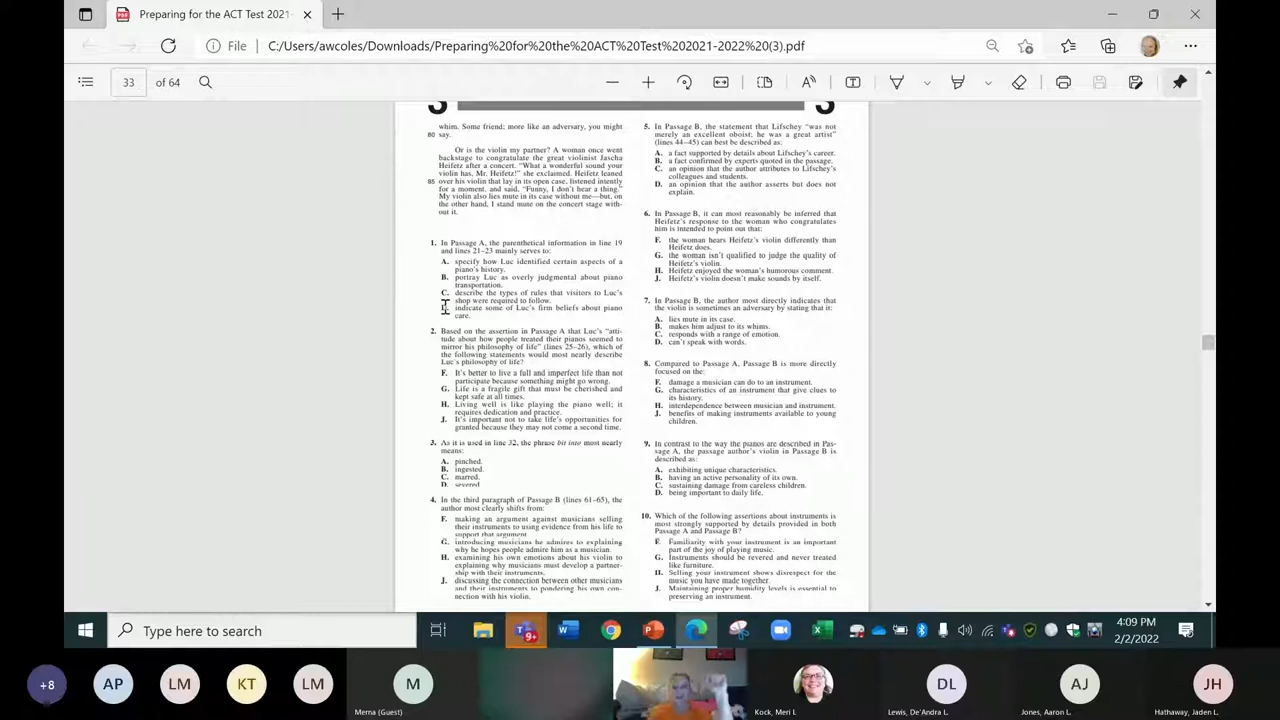 Preparing for the ACT Test 2021-
File
C:/Users/awcoles/Downloads/Preparing%20for%20the%20ACT%20Test%202021-2022%20(3).pdf
33
of 64
3
3
whim. Some friend; more like an adversary, you might
80 say.
Or is the violin my partner? A woman once went
backstage to congratulate the great violinist Jascha
Heifetz after a concert. "What a wonderful sound your
violin has, Mr. Heifetz!" she exclaimed. Heifetz leaned
85 over his violin that lay in its open case, listened intently
for a moment, and said, "Funny, I don't hear a thing."
My violin also lies mute in its case without me—but, on
the other hand, I stand mute on the concert stage with-
out it.
1. In Passage A, the parenthetical information in line 19
and lines 21–23 mainly serves to:
A. specify how Luc identified certain aspects of a
piano's history.
B. portray Luc as overly judgmental about piano
transportation.
C. describe the types of rules that visitors to Luc's
shop were required to follow.
indicate some of Luc's firm beliefs about piano
care.
2. Based on the assertion in Passage A that Luc's "atti-
tude about how people treated their pianos seemed to
mirror his philosophy of life" (lines 25–26), which of
the following statements would most nearly describe
Luc's philosophy of life?
F. It's better to live a full and imperfect life than not
participate because something might go wrong.
G. Life is a fragile gift that must be cherished and
kept safe at all times.
H. Living well is like playing the piano well; it
requires dedication and practice.
J. It's important not to take life's opportunities for
granted because they may not come a second time.
3. As it is used in line 32, the phrase bit into most nearly
means:
A. pinched.
B. ingested.
C. marred.
D. severed
4. In the third paragraph of Passage B (lines 61–65), the
author most clearly shifts from:
F. making an argument against musicians selling
their instruments to using evidence from his life to
support that argument
G. introducing musicians he admires to explaining
why he hopes people admire him as a musician.
H. examining his own emotions about his violin to
explaining why musicians must develop a partner-
ship with their instruments.
J. discussing the connection between other musicians
and their instruments to pondering his own con-
nection with his violin.
5. In Passage B, the statement that Lifschey "was not
merely an excellent oboist; he was a great artist"
(lines 44–45) can best be described as:
A. a fact supported by details about Lifschey's career.
B. a fact confirmed by experts quoted in the passage.
C. an opinion that the author attributes to Lifschey's
colleagues and students.
D. an opinion that the author asserts but does not
explain.
6. In Passage B, it can most reasonably be inferred that
Heifetz's response to the woman who congratulates
him is intended to point out that:
F. the woman hears Heifetz's violin differently than
Heifetz does.
G. the woman isn't qualified to judge the quality of
Heifetz's violin.
H. Heifetz enjoyed the woman's humorous comment.
J. Heifetz's violin doesn't make sounds by itself.
7. In Passage B, the author most directly indicates that
the violin is sometimes an adversary by stating that it:
A. lies mute in its case.
B. makes him adjust to its whims.
C. responds with a range of emotion.
D. can't speak with words.
8. Compared to Passage A, Passage B is more directly
focused on the:
F. damage a musician can do to an instrument.
G. characteristics of an instrument that give clues to
its history.
H. interdependence between musician and instrument.
J. benefits of making instruments available to young
children.
9. In contrast to the way the pianos are described in Pas-
sage A, the passage author's violin in Passage B is
described as:
A. exhibiting unique characteristics.
B. having an active personality of its own.
C. sustaining damage from careless children.
D. being important to daily life.
10. Which of the following assertions about instruments is
most strongly supported by details provided in both
Passage A and Passage B?
F. Familiarity with your instrument is an important
part of the joy of playing music.
G. Instruments should be revered and never treated
like furniture.
H. Selling your instrument shows disrespect for the
music you have made together.
J. Maintaining proper humidity levels is essential to
preserving an instrument.
Type here to search
9+
4:09 PM
2/2/2022
+8
AP
LM
KT
LM
M
DL
AJ
JH
Merna (Guest)
Kock, Meri L
Lewis, De'Andra L.
Jones, Aaron L.
Hathaway, Jaden L.